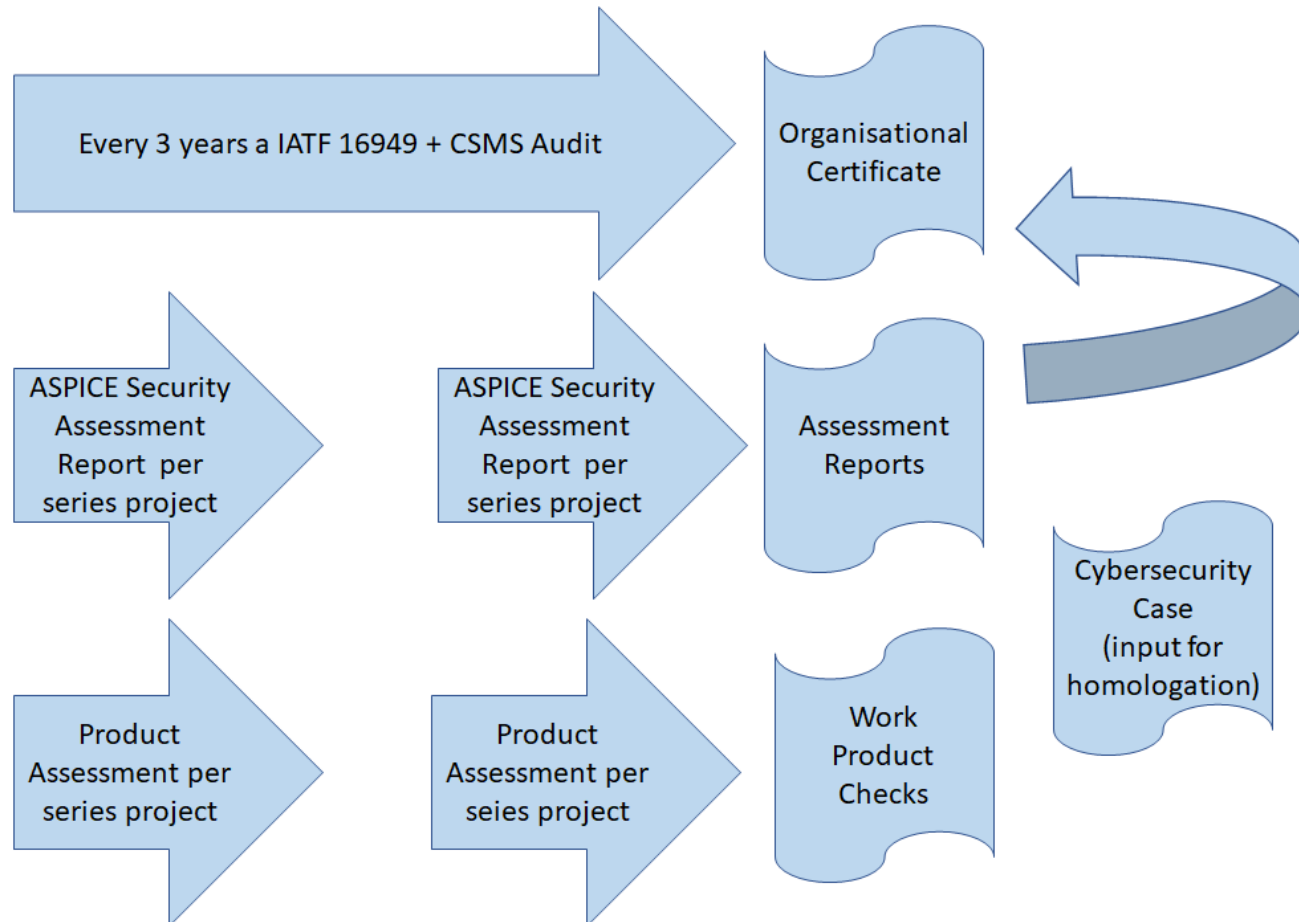 Every 3 years a IATF 16949 + CSMS Audit
Organisational
Certificate
ASPICE Security
Assessment
Report per
series project
ASPICE Security
Assessment
Report per
series project
Assessment
Reports
Cybersecurity
Case
(input for
homologation)
Product
Assessment per
series project
Product
Assessment per
seies project
Work
Product
Checks